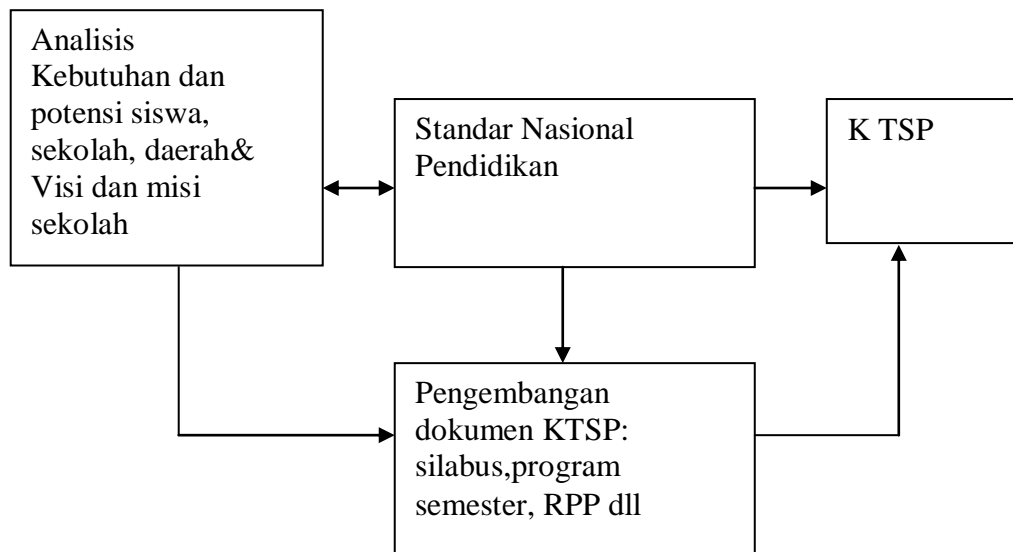 Analisis
Kebutuhan dan
potensi siswa,
sekolah, daerah&
Visi dan misi
sekolah
Standar Nasional
Pendidikan
K TSP
Pengembangan
dokumen KTSP:
silabus,program
semester, RPP dll